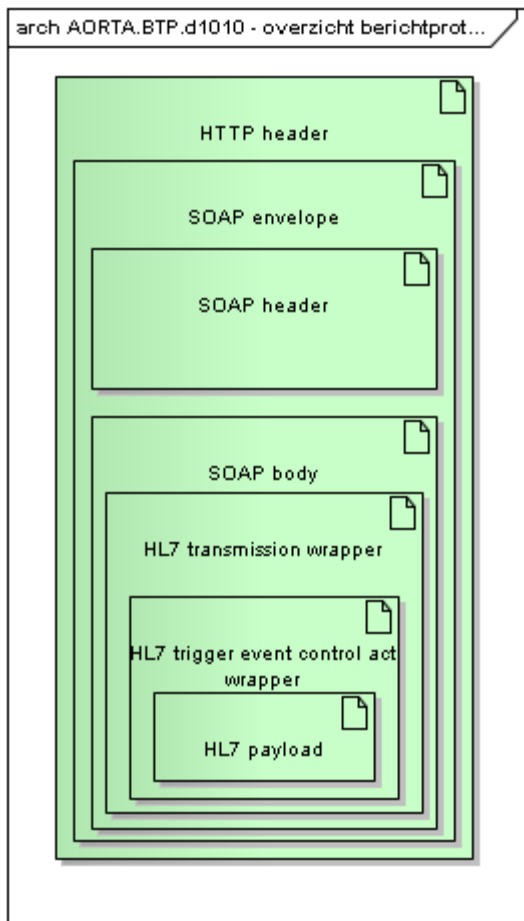 arch AORTA.BTP.d1010 - overzicht berichtprot...
HTTP header
SOAP envelope
SOAP header
SOAP body
HL7 transmission wrapper
HL7 trigger event control act
wrapper
HL7 payload